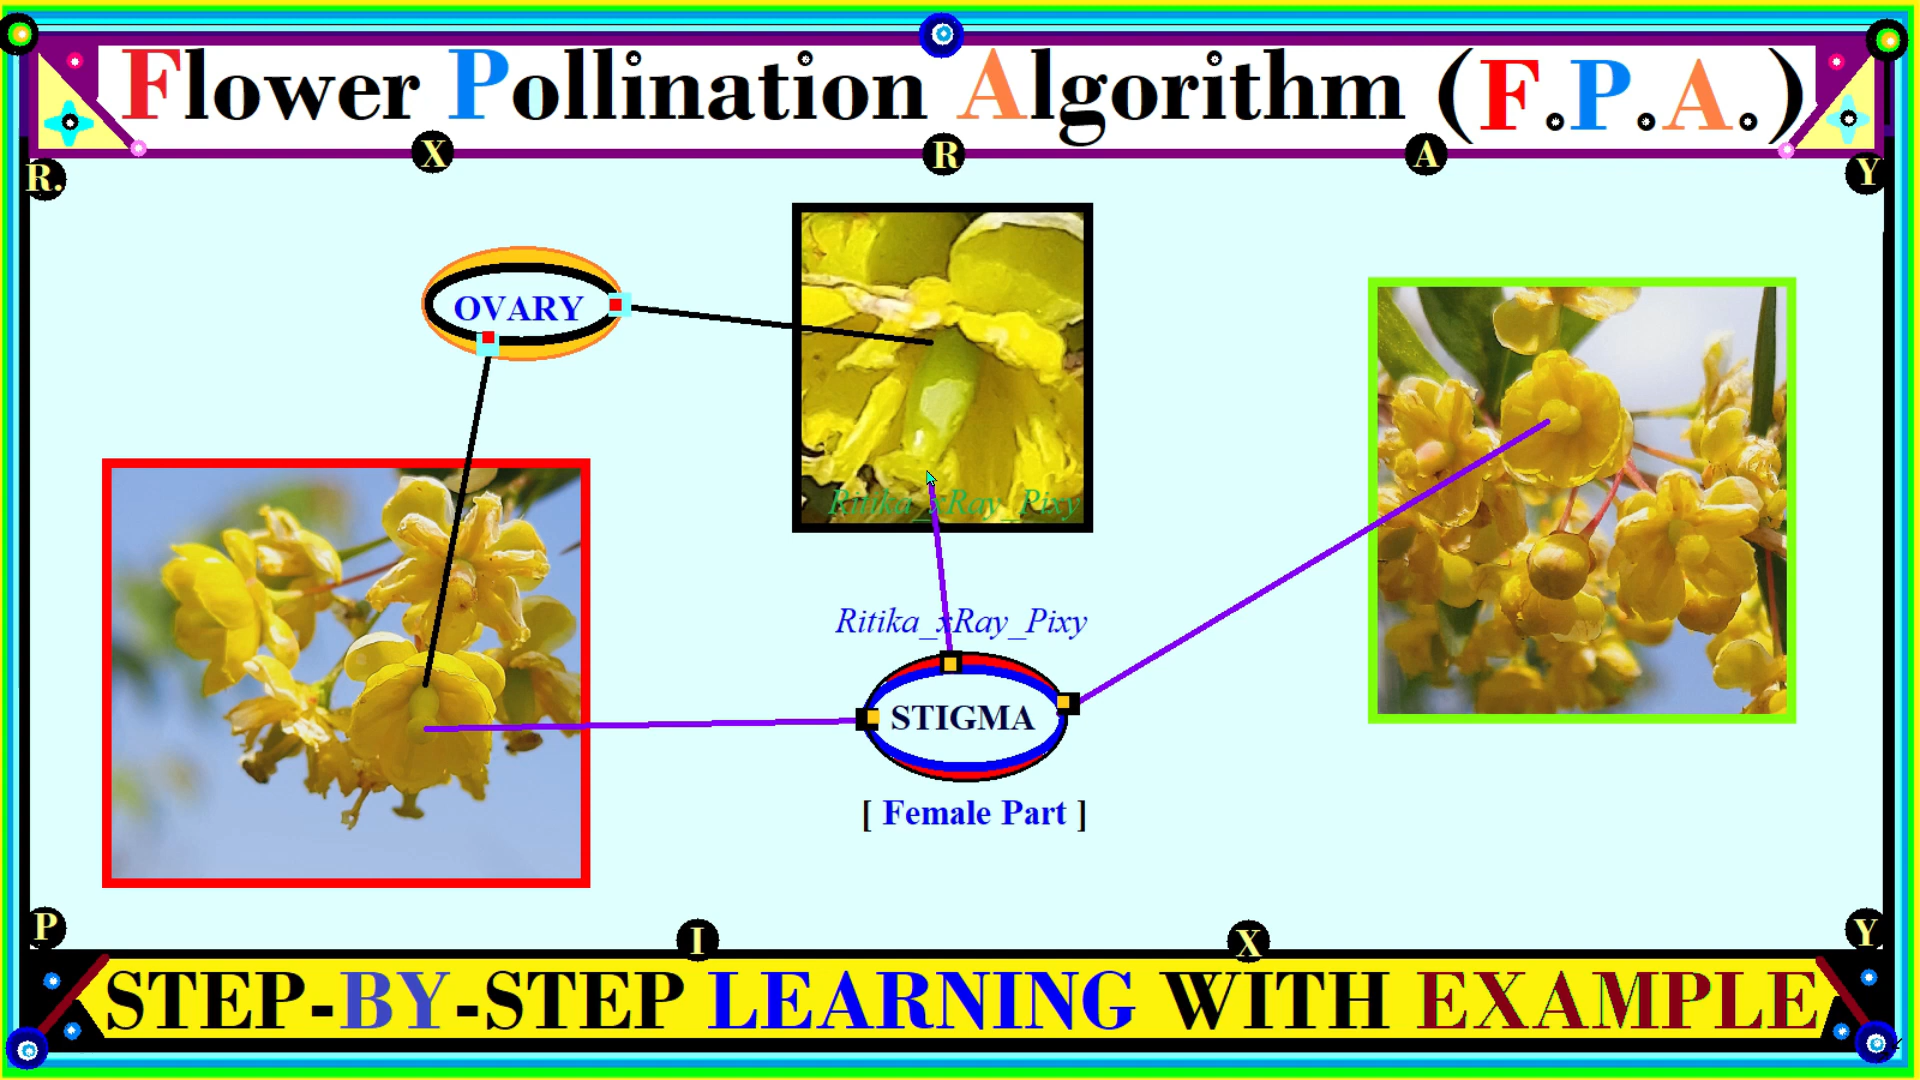 Flower Pollination Algorithm (F.P.A.)
X R A
R. Y
OVARY
Ritika_xRay_Pixy
Ritika_xRay_Pixy
STIGMA
[ Female Part ]
P I X Y
STEP-BY-STEP LEARNING WITH EXAMPLE